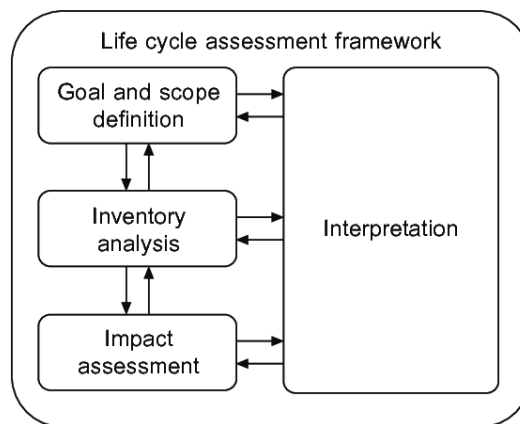 Life cycle assessment framework
Goal and scope
definition
Inventory
analysis
Interpretation
Impact
assessment